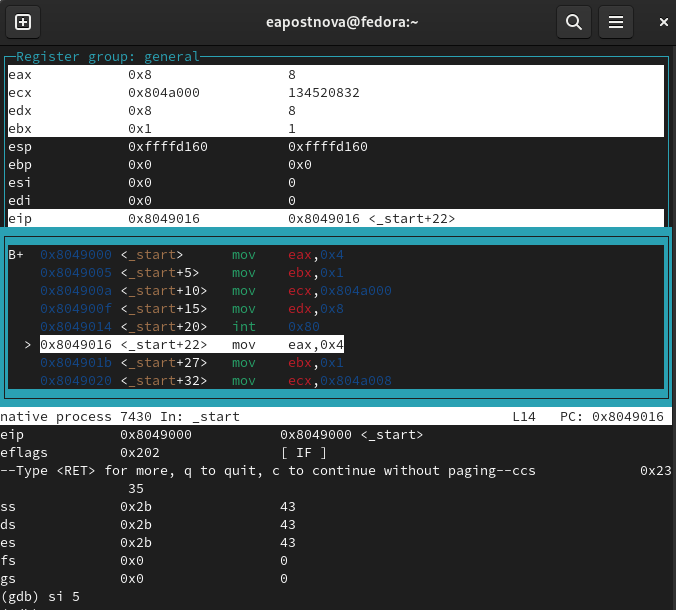 eapostnova@fedora:~
Register group: general
eax 0x8 8
ecx 0x804a000 134520832
edx 0x8 8
ebx 0x1 1
esp 0xffffd160 0xffffd160
ebp 0x0 0x0
esi 0x0 0
edi 0x0 0
eip 0x8049016 0x8049016 <_start+22>
B+ 0x8049000 <_start> mov eax,0x4
0x8049005 <_start+5> mov ebx,0x1
0x804900a <_start+10> mov ecx,0x804a000
0x804900f <_start+15> mov edx,0x8
0x8049014 <_start+20> int 0x80
> 0x8049016 <_start+22> mov eax,0x4
0x804901b <_start+27> mov ebx,0x1
0x8049020 <_start+32> mov ecx,0x804a008
native process 7430 In: _start L14 PC: 0x8049016
eip 0x8049000 0x8049000 <_start>
eflags 0x202 [ IF ]
--Type <RET> for more, q to quit, c to continue without paging--ccs 0x23
35
ss 0x2b 43
ds 0x2b 43
es 0x2b 43
fs 0x0 0
gs 0x0 0
(gdb) si 5